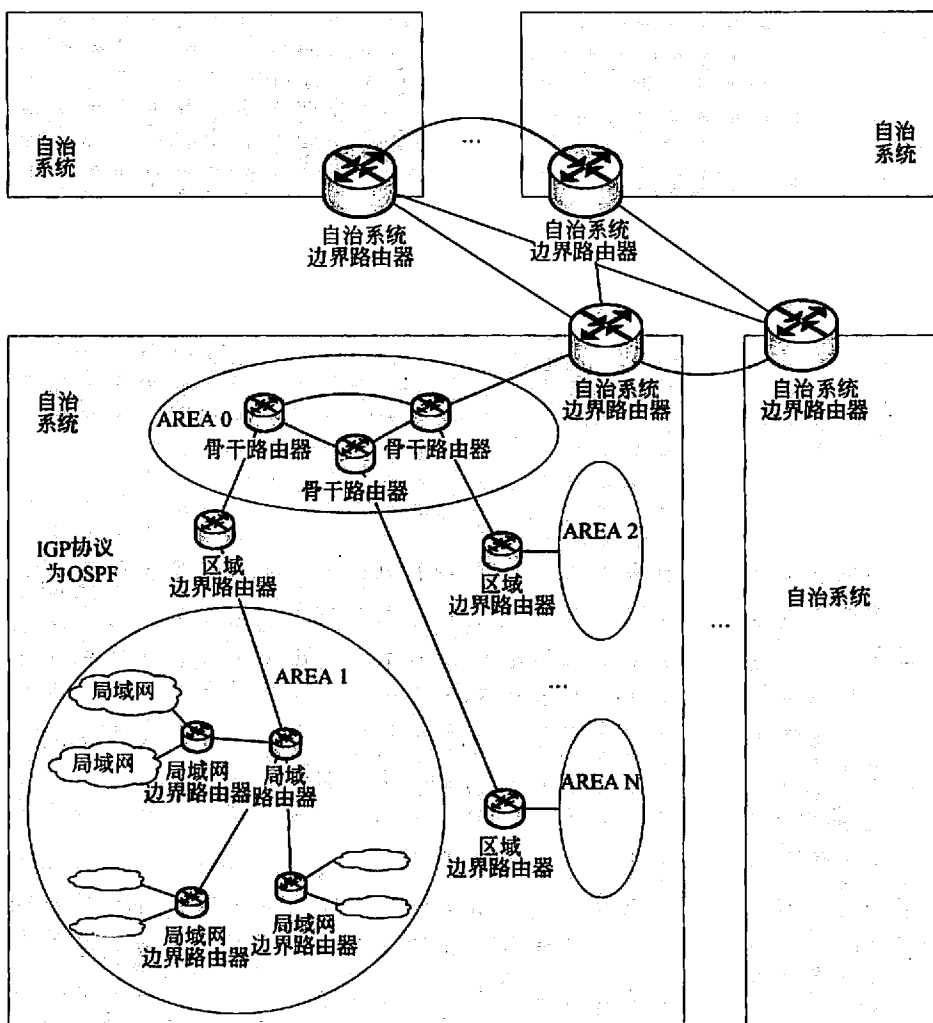 自治
系统
自治
系统
...
自治系统
边界路由器
自治系统
边界路由器
自治系统
边界路由器
自治系统
边界路由器
自治
系统
AREA 0
骨干路由器
骨干路由器
骨干路由器
IGP协议
为OSPF
区域
边界路由器
区域
边界路由器
AREA 2
自治系统
...
...
AREA 1
局域网
局域网
局域网
边界路由器
局域
路由器
AREA N
区域
边界路由器
局域网
边界路由器
局域网
边界路由器